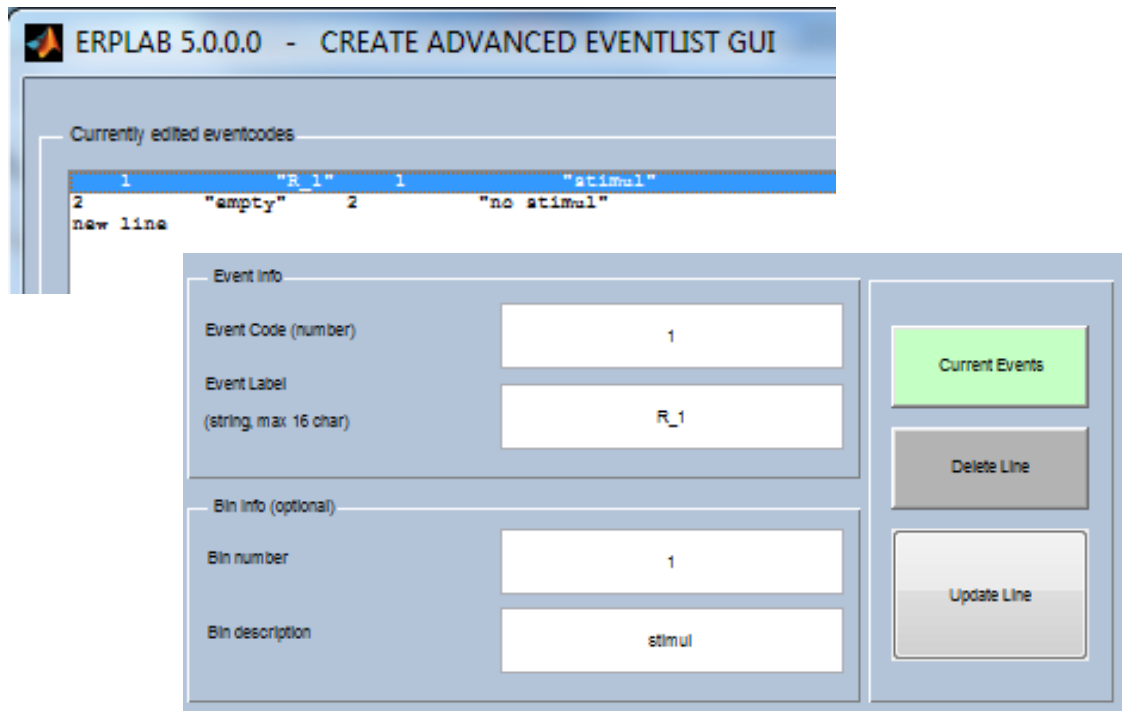 ERPLAB 5.0.0.0 - CREATE ADVANCED EVENTLIST GUI
Currently edited eventcodes
1 "R_1" 1 "stimul"
2 "empty" 2 "no stimul"
new line
Event Info
Event Code (number)
1
Event Label
(string, max 16 char)
R_1
Bin Info (optional)
Bin number
1
Bin description
stimul
Current Events
Delete Line
Update Line